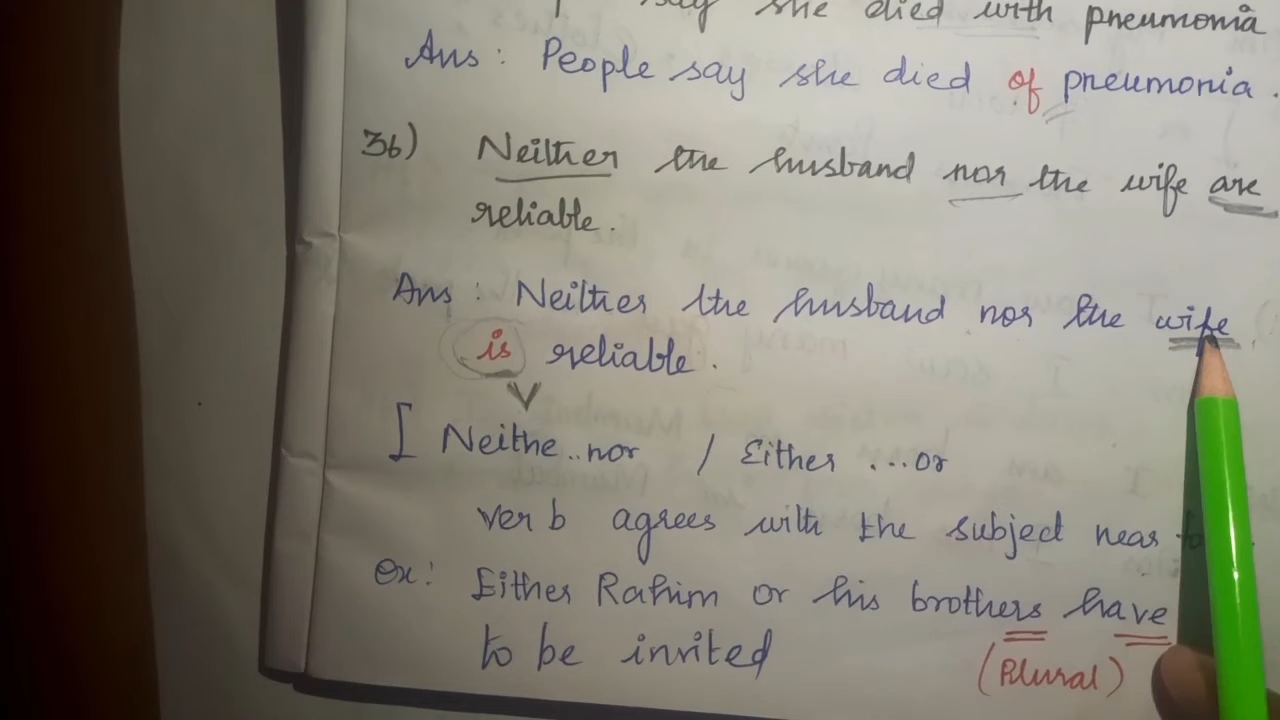 say she died with pneumonia
Ans : People say she died of pneumonia.
36) Neither the husband nor the wife are
reliable.
Ans : Neither the husband nor the wife
is reliable.
I Neithe..nor / Either ...or
verb agrees with the subject near
ex: Either Rahim or his brothers have
to be invited
(Plural)